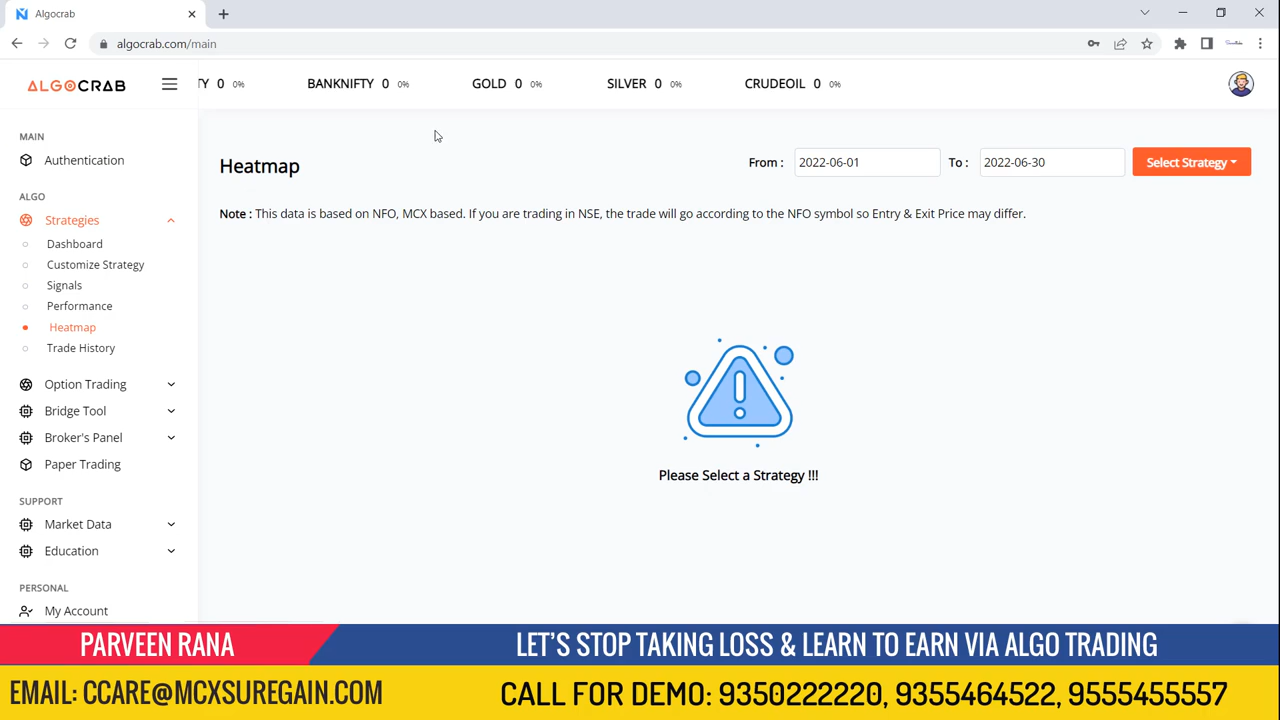 Algocrab
algocrab.com/main
ALGOCRAB
TY 0 0% BANKNIFTY 0 0% GOLD 0 0% SILVER 0 0% CRUDEOIL 0 0%
MAIN
Authentication
ALGO
Strategies
Dashboard
Customize Strategy
Signals
Performance
Heatmap
Trade History
Option Trading
Bridge Tool
Broker's Panel
Paper Trading
SUPPORT
Market Data
Education
PERSONAL
My Account
Heatmap
From : 2022-06-01 To : 2022-06-30 Select Strategy
Note : This data is based on NFO, MCX based. If you are trading in NSE, the trade will go according to the NFO symbol so Entry & Exit Price may differ.
Please Select a Strategy !!!
PARVEEN RANA
LET'S STOP TAKING LOSS & LEARN TO EARN VIA ALGO TRADING
EMAIL: CCARE@MCXSUREGAIN.COM
CALL FOR DEMO: 9350222220, 9355464522, 9555455557